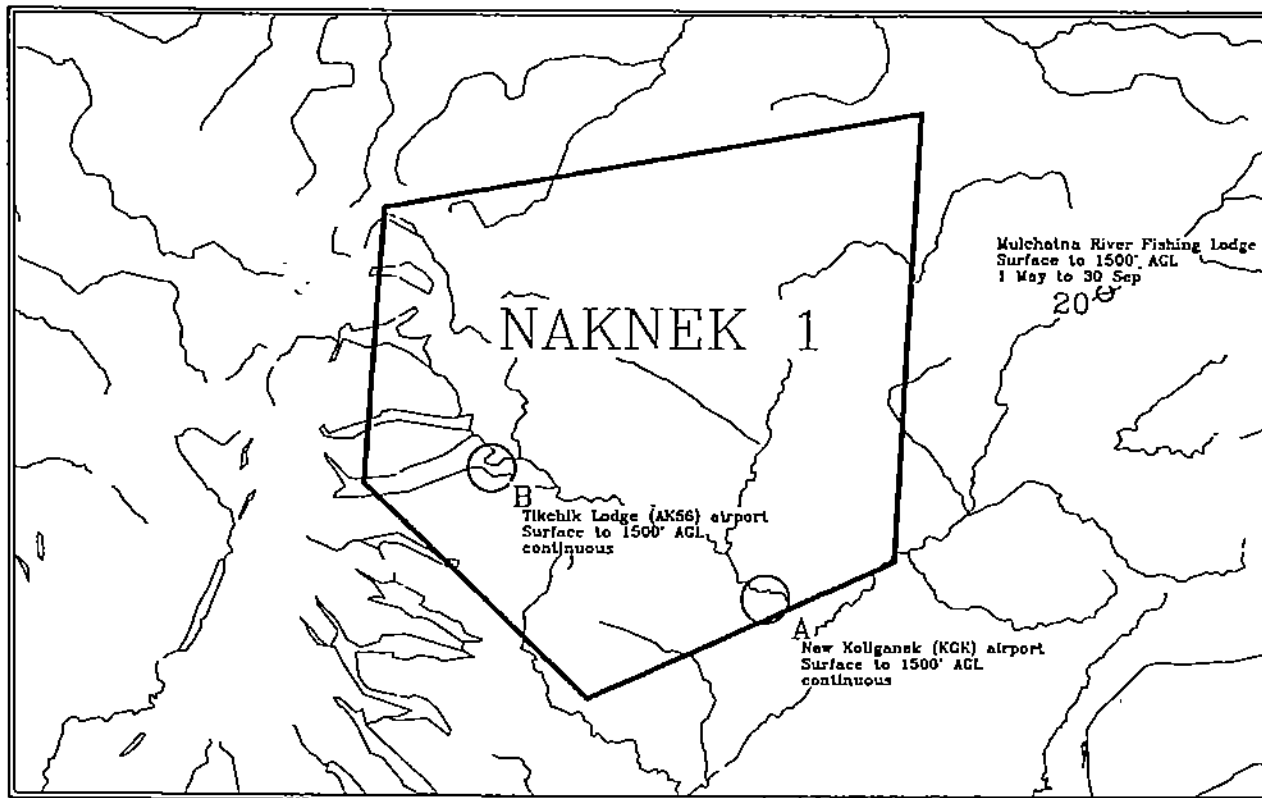 Mulchatna River Fishing Lodge
Surface to 1500' AGL
1 May to 30 Sep
20
NAKNEK 1
B
Tikchik Lodge (AK56) airport
Surface to 1500' AGL
continuous
A
New Koliganek (KGK) airport
Surface to 1500' AGL
continuous